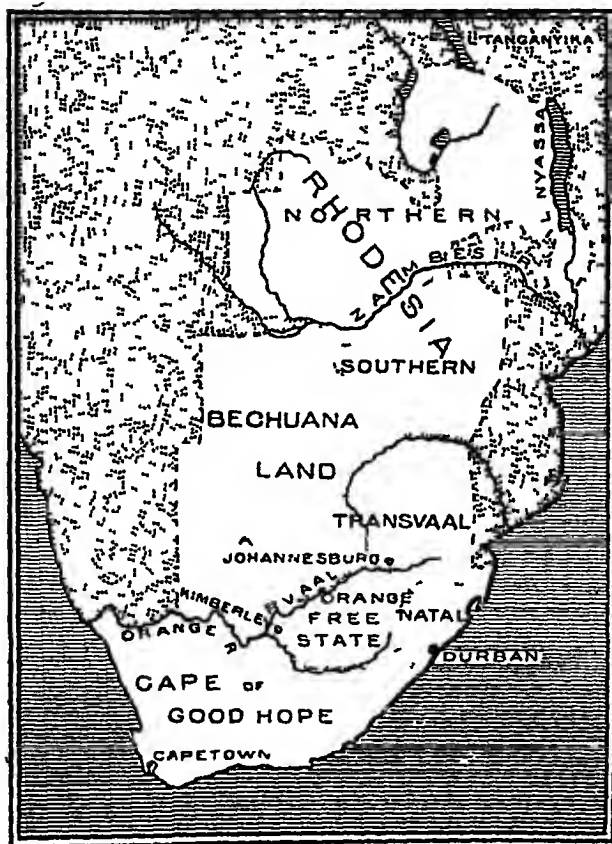 L. TANGANYIKA
L. NYASSA
RHODESIA
NORTHERN
ZAMBESI
SOUTHERN
BECHUANA
LAND
TRANSVAAL
JOHANNESBURG
VAAL R
KIMBERLEY
ORANGE
FREE
STATE
NATAL
ORANGE R
DURBAN
CAPE OF
GOOD HOPE
CAPETOWN